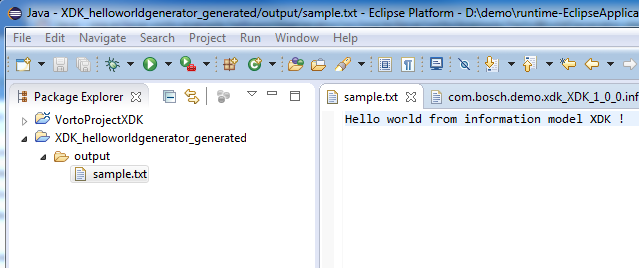 Java - XDK_helloworldgenerator_generated/output/sample.txt - Eclipse Platform - D:\demo\runtime-EclipseApplica
File Edit Navigate Search Project Run Window Help
Package Explorer
VortoProjectXDK
XDK_helloworldgenerator_generated
output
sample.txt
sample.txt com.bosch.demo.xdk_XDK_1_0_0.inf
Hello world from information model XDK !